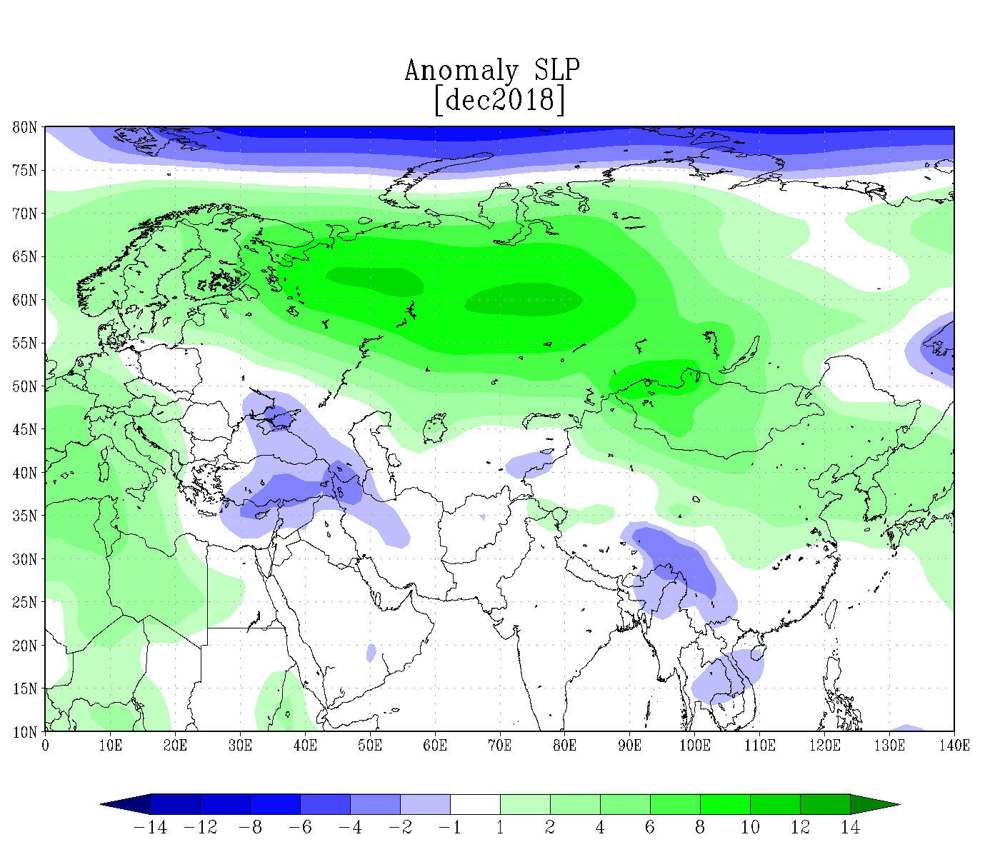 Anomaly SLP
[dec2018]
80N
75N
70N
65N
60N
55N
50N
45N
40N
35N
30N
25N
20N
15N
10N
0 10E 20E 30E 40E 50E 60E 70E 80E 90E 100E 110E 120E 130E 140E
-14 -12 -8 -6 -4 -2 -1 1 2 4 6 8 10 12 14